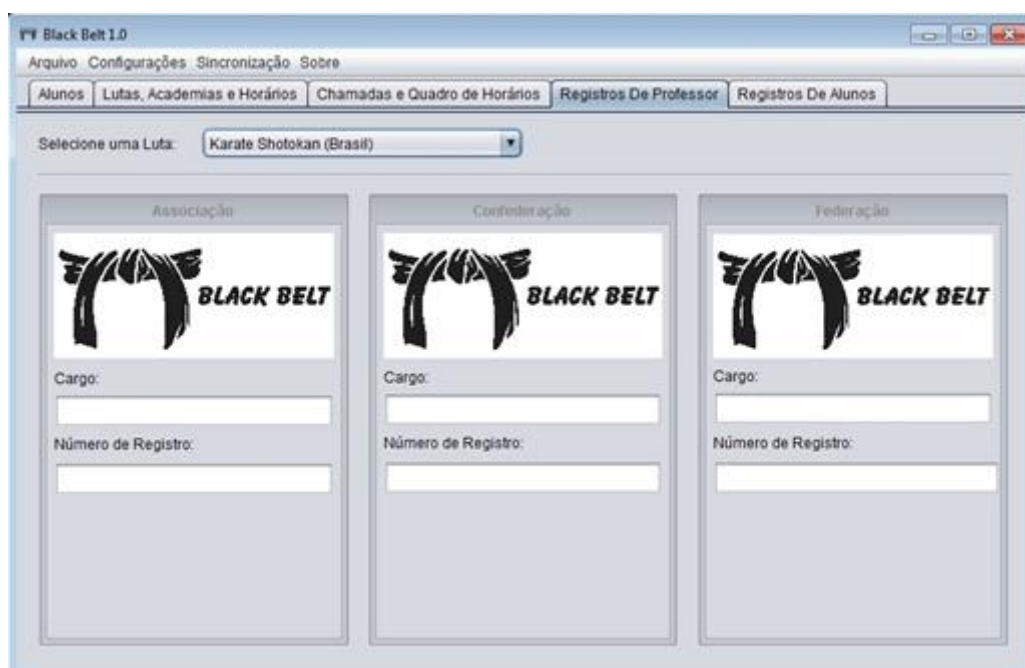 Black Belt 1.0
Arquivo Configurações Sincronização Sobre
Alunos Lutas, Academias e Horários Chamadas e Quadro de Horários Registros De Professor Registros De Alunos
Selecione uma Luta: Karate Shotokan (Brasil)
Associação Confederação Federação
BLACK BELT BLACK BELT BLACK BELT
Cargo: Cargo: Cargo:
Número de Registro: Número de Registro: Número de Registro: